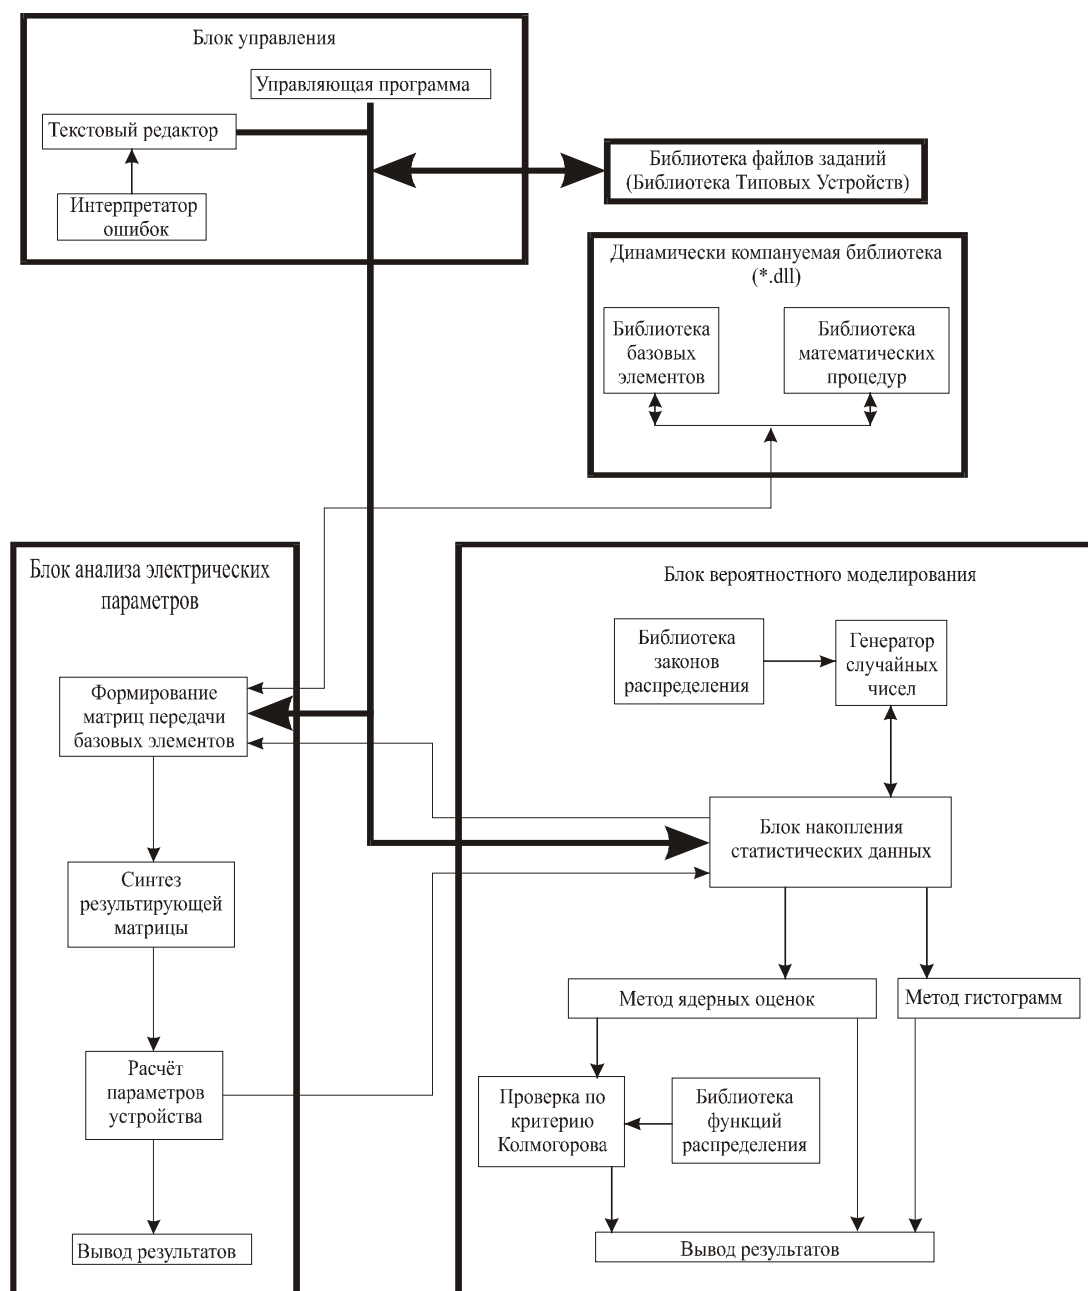 Блок управления
Управляющая программа
Текстовый редактор
Интерпретатор
ошибок
Библиотека файлов заданий
(Библиотека Типовых Устройств)
Динамически компануемая библиотека
(*.dll)
Библиотека
базовых
элементов
Библиотека
математических
процедур
Блок анализа электрических
параметров
Формирование
матриц передачи
базовых элементов
Синтез
результирующей
матрицы
Расчёт
параметров
устройства
Вывод результатов
Блок вероятностного моделирования
Библиотека
законов
распределения
Генератор
случайных
чисел
Блок накопления
статистических данных
Метод ядерных оценок
Метод гистограмм
Проверка по
критерию
Колмогорова
Библиотека
функций
распределения
Вывод результатов